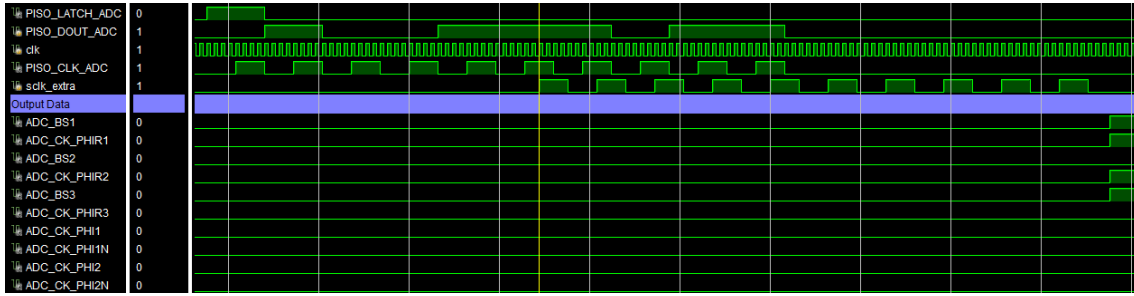 PISO_LATCH_ADC 0
PISO_DOUT_ADC 1
clk 1
PISO_CLK_ADC 1
sclk_extra 1
Output Data
ADC_BS1 0
ADC_CK_PHIR1 0
ADC_BS2 0
ADC_CK_PHIR2 0
ADC_BS3 0
ADC_CK_PHIR3 0
ADC_CK_PHI1 0
ADC_CK_PHI1N 0
ADC_CK_PHI2 0
ADC_CK_PHI2N 0